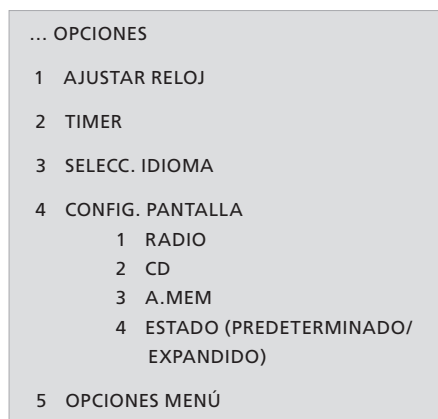 ... OPCIONES
1 AJUSTAR RELOJ
2 TIMER
3 SELECC. IDIOMA
4 CONFIG. PANTALLA
1 RADIO
2 CD
3 A.MEM
4 ESTADO (PREDETERMINADO/
EXPANDIDO)
5 OPCIONES MENÚ